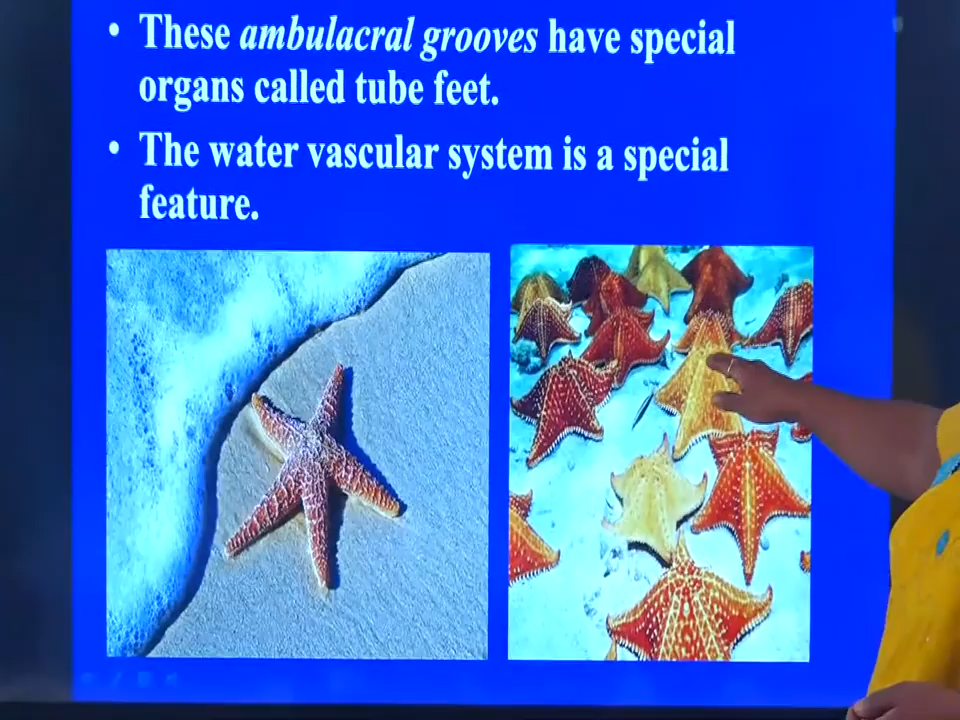 • These ambulacral grooves have special
organs called tube feet.
• The water vascular system is a special
feature.